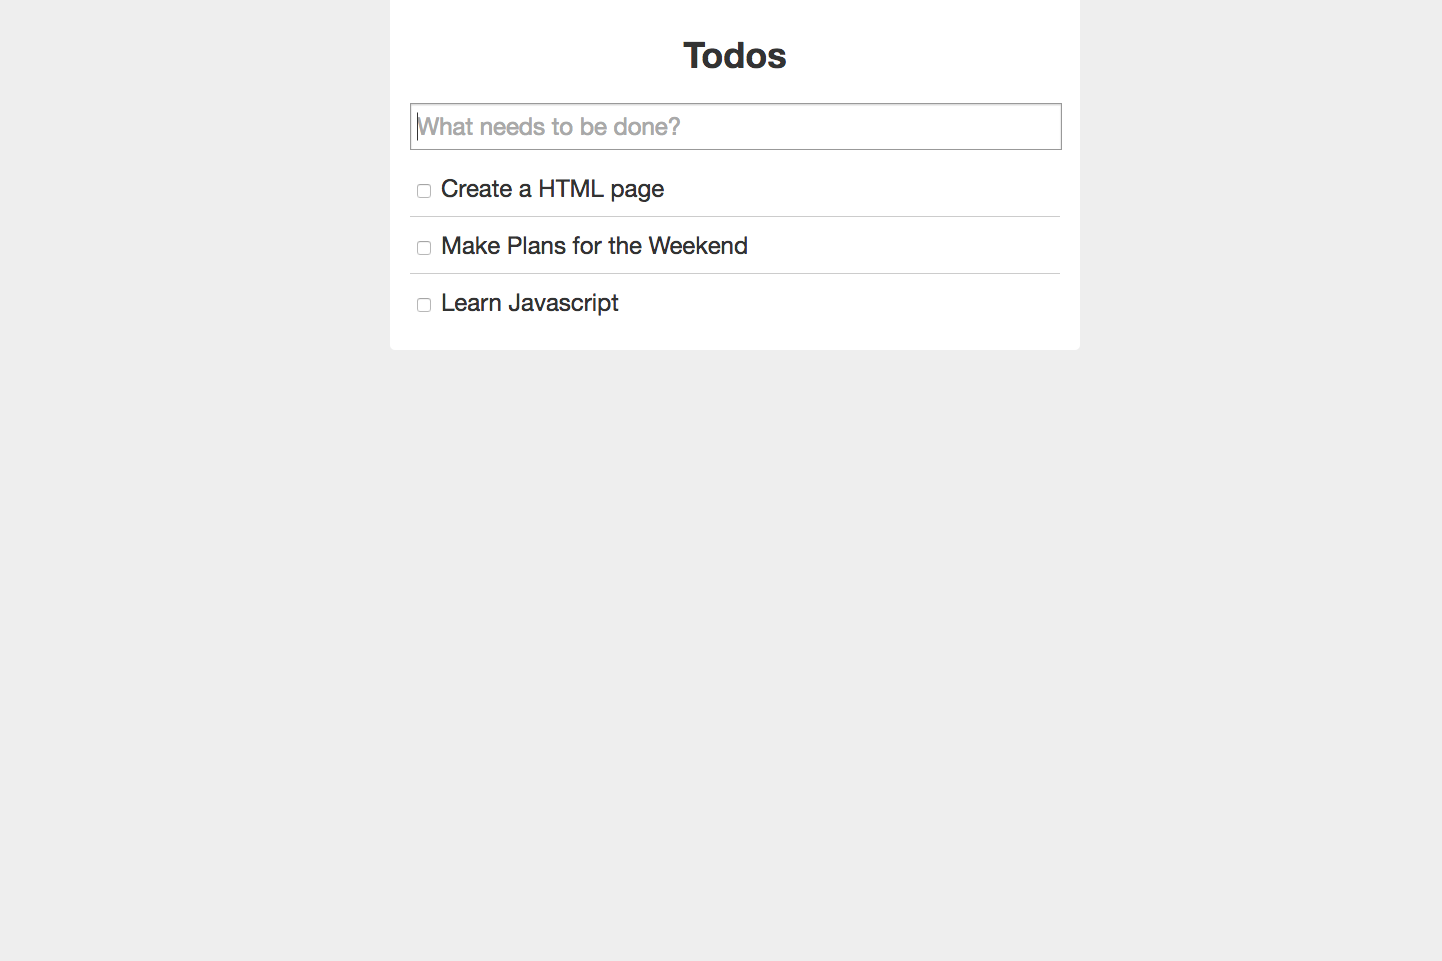 Todos
What needs to be done?
Create a HTML page
Make Plans for the Weekend
Learn Javascript